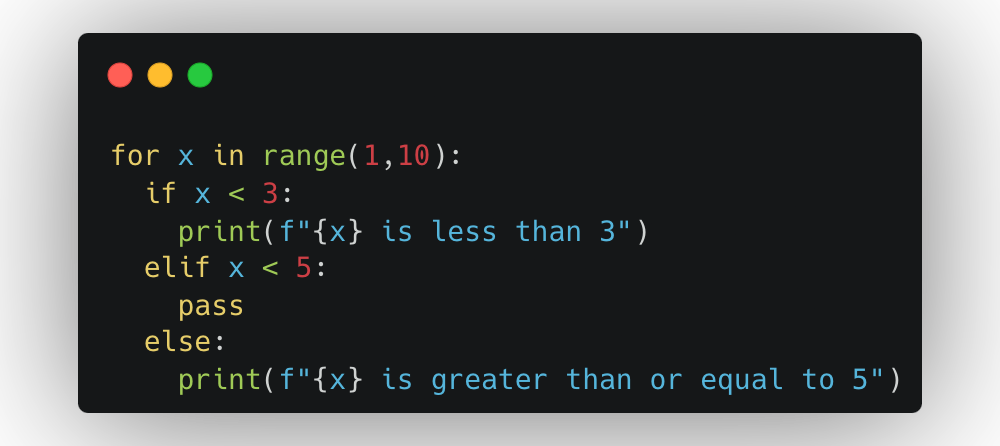 for x in range(1,10):
  if x < 3:
    print(f"{x} is less than 3")
  elif x < 5:
    pass
  else:
    print(f"{x} is greater than or equal to 5")